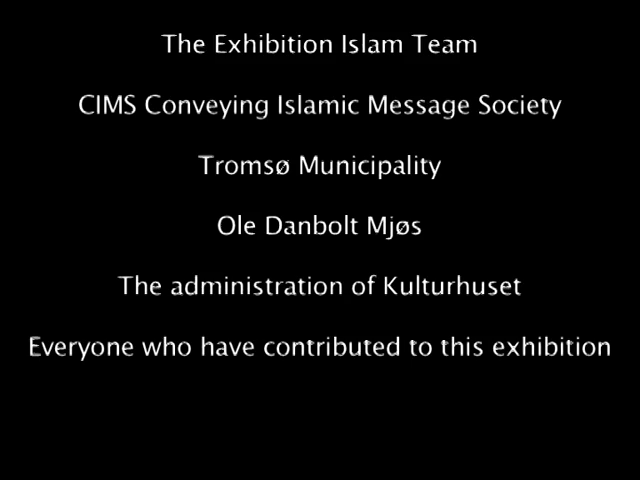 The Exhibition Islam Team
CIMS Conveying Islamic Message Society
Tromsø Municipality
Ole Danbolt Mjøs
The administration of Kulturhuset
Everyone who have contributed to this exhibition